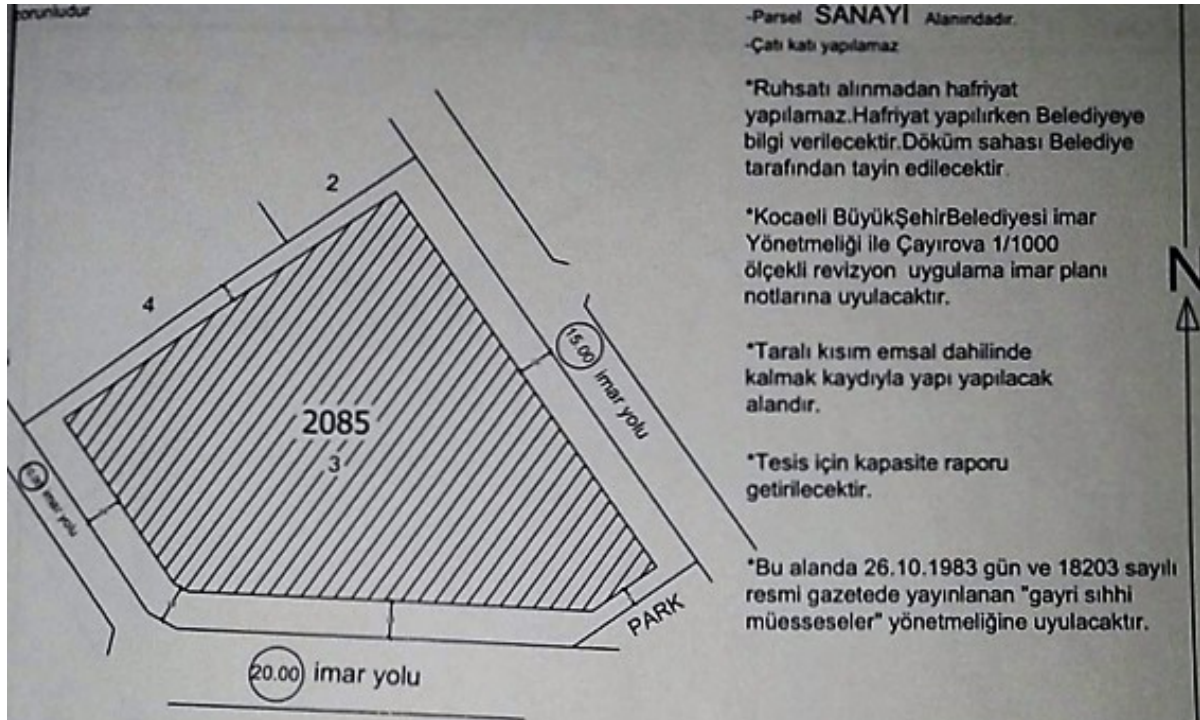 zorunludur
-Parsel SANAYİ Alanındadır.
-Çatı katı yapılamaz
*Ruhsatı alınmadan hafriyat
yapılamaz.Hafriyat yapılırken Belediyeye
bilgi verilecektir.Döküm sahası Belediye
tarafından tayin edilecektir.
*Kocaeli BüyükŞehirBelediyesi imar
Yönetmeliği ile Çayırova 1/1000
ölçekli revizyon uygulama imar planı
notlarına uyulacaktır.
*Taralı kısım emsal dahilinde
kalmak kaydıyla yapı yapılacak
alandır.
*Tesis için kapasite raporu
getirilecektir.
*Bu alanda 26.10.1983 gün ve 18203 sayılı
resmi gazetede yayınlanan "gayri sıhhi
müesseseler" yönetmeliğine uyulacaktır.
N
2
4
15.00 imar yolu
2085
3
imar yolu
PARK
20.00 imar yolu